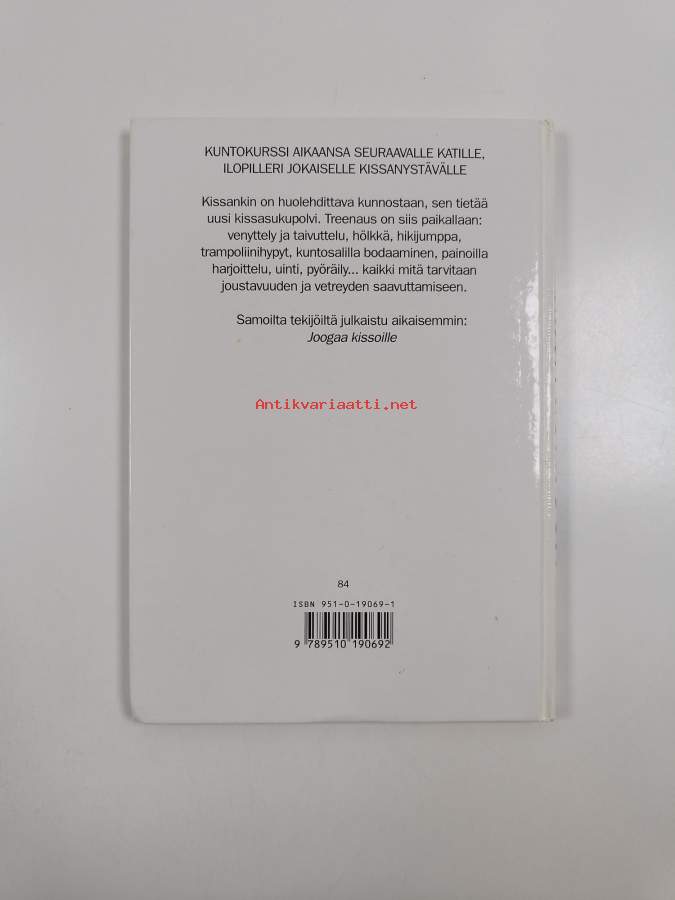 KUNTOKURSSI AIKAANSA SEURAAVALLE KATILLE,
ILOPILLERI JOKAISELLE KISSANYSTÄVÄLLE
Kissankin on huolehdittava kunnostaan, sen tietää
uusi kissasukupolvi. Treenaus on siis paikallaan:
venyttely ja taivuttelu, hölkkä, hikijumppa,
trampoliinihypyt, kuntosalilla bodaaminen, painoilla
harjoittelu, uinti, pyöräily... kaikki mitä tarvitaan
joustavuuden ja vetreyden saavuttamiseen.
Samoilta tekijöiltä julkaistu aikaisemmin:
Joogaa kissoille
Antikvariaatti.net
84
ISBN 951-0-19069-1
9 789510 190692